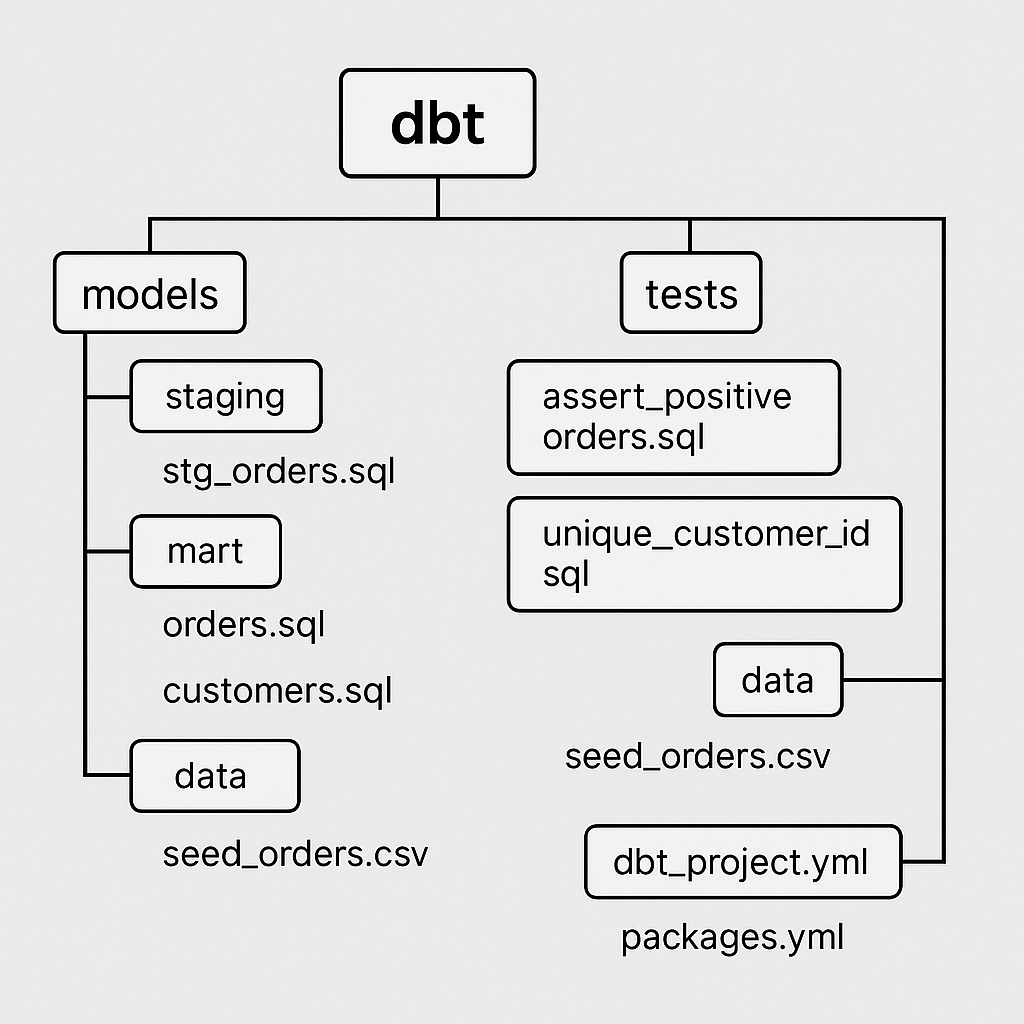 dbt
models
staging
stg_orders.sql
mart
orders.sql
customers.sql
data
seed_orders.csv
tests
assert_positive
orders.sql
unique_customer_id
sql
data
seed_orders.csv
dbt_project.yml
packages.yml